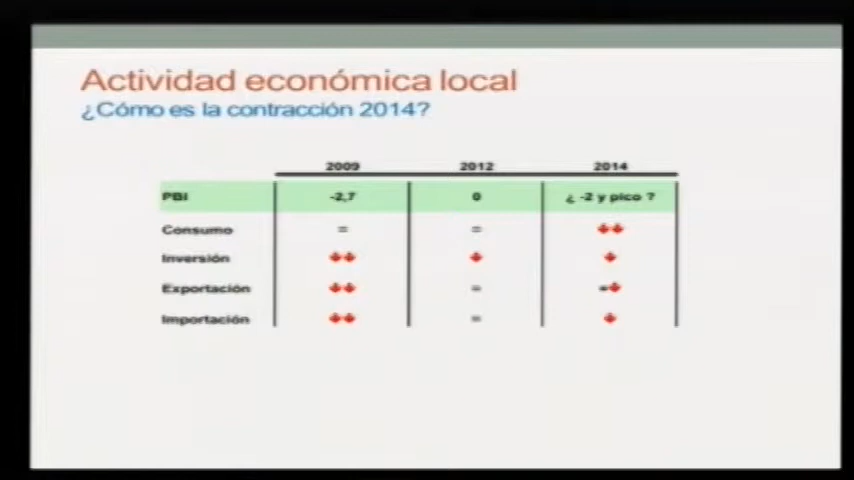 Actividad económica local
¿Cómo es la contracción 2014?
2009 2012 2014
PBI -2,7 0 ¿ -2 y pico ?
Consumo = =
Inversión
Exportación = =
Importación =